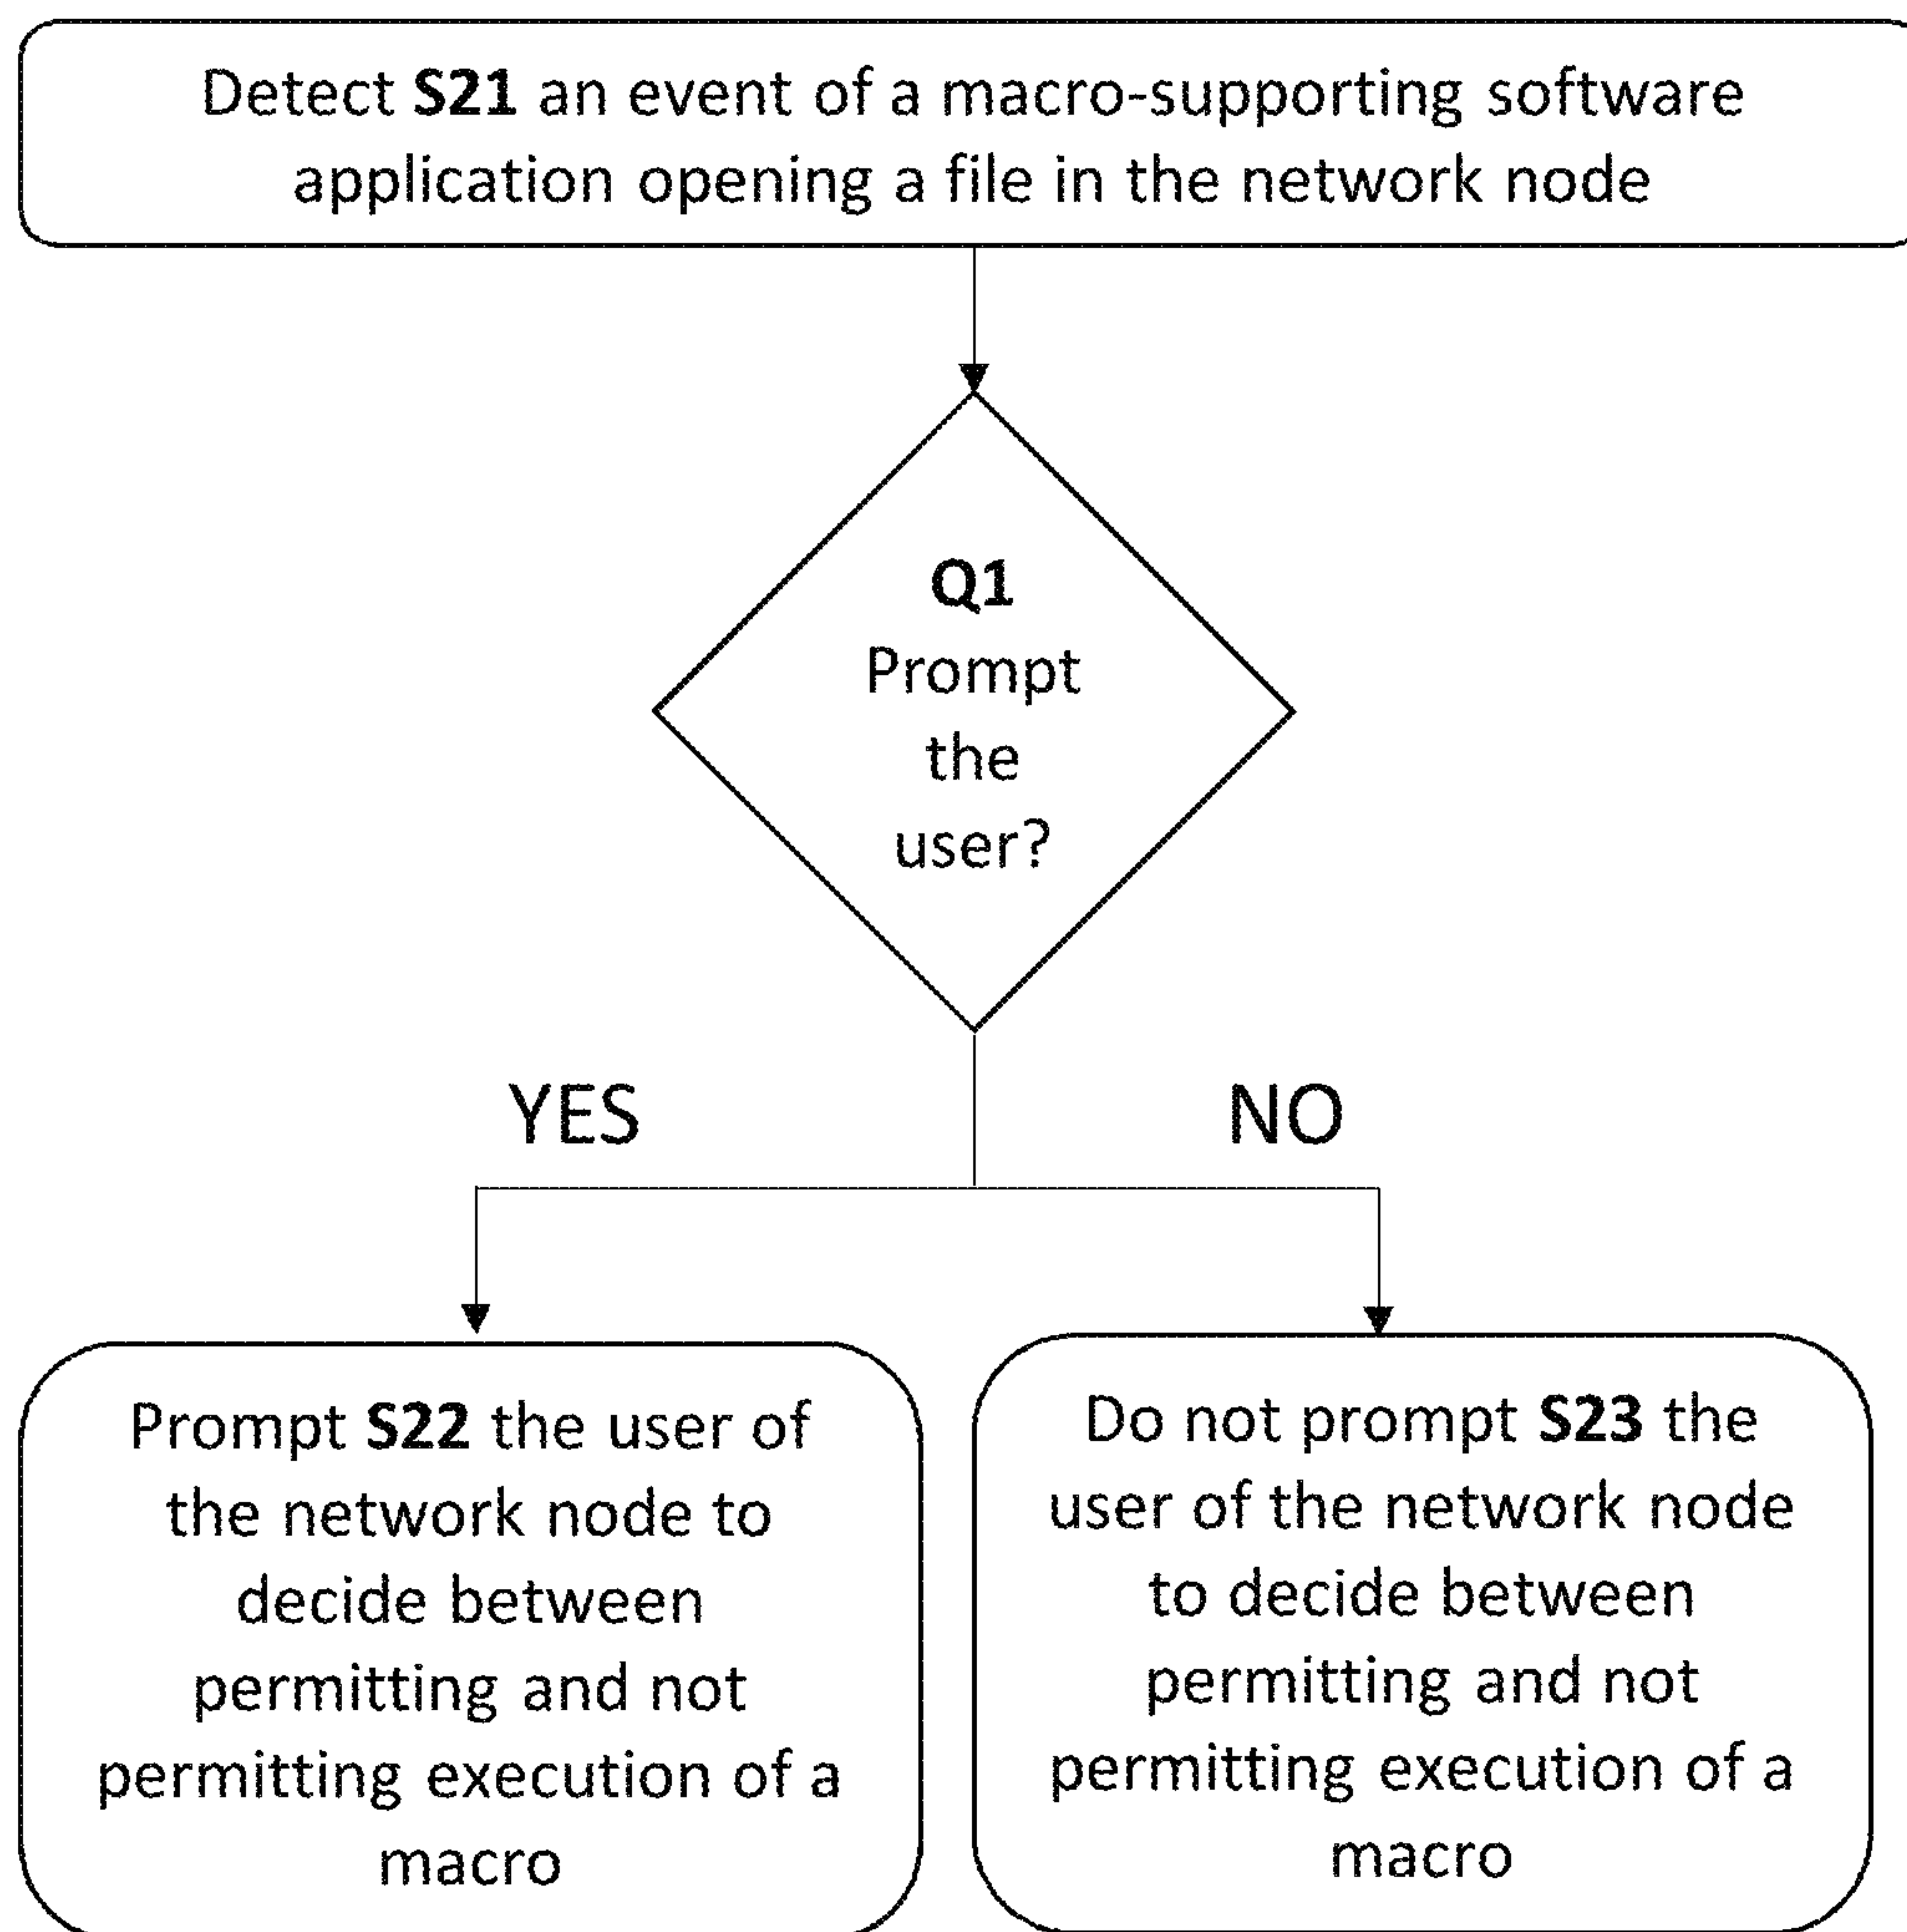 Detect S21 an event of a macro-supporting software
application opening a file in the network node
Q1
Prompt
the
user?
YES
NO
Prompt S22 the user of
the network node to
decide between
permitting and not
permitting execution of a
macro
Do not prompt S23 the
user of the network node
to decide between
permitting and not
permitting execution of a
macro